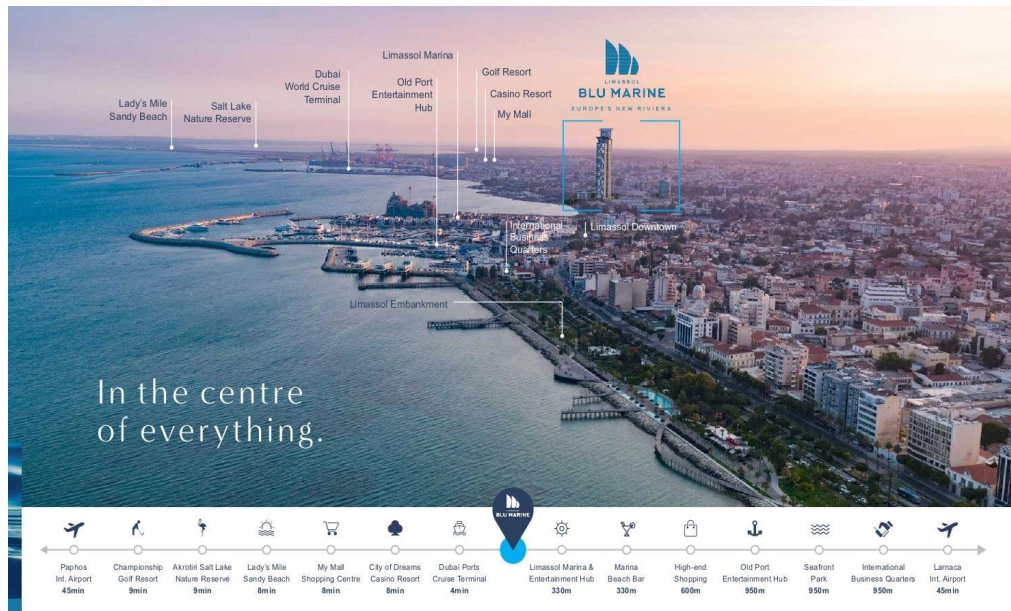 Limassol Marina
Golf Resort
Dubai
World Cruise
Terminal
Old Port
Entertainment
Hub
Casino Resort
My Mall
Lady's Mile
Sandy Beach
Salt Lake
Nature Reserve
LIMASSOL
BLU MARINE
EUROPE'S NEW RIVIERA
International
Business
Quarters
Limassol Downtown
Limassol Embankment
In the centre
of everything.
BLU MARINE
Paphos
Int. Airport
45min
Championship
Golf Resort
9min
Akrotiri Salt Lake
Nature Reserve
9min
Lady's Mile
Sandy Beach
8min
My Mall
Shopping Centre
8min
City of Dreams
Casino Resort
8min
Dubai Ports
Cruise Terminal
4min
Limassol Marina &
Entertainment Hub
330m
Marina
Beach Bar
330m
High-end
Shopping
600m
Old Port
Entertainment Hub
950m
Seafront
Park
950m
International
Business Quarters
950m
Larnaca
Int. Airport
45min